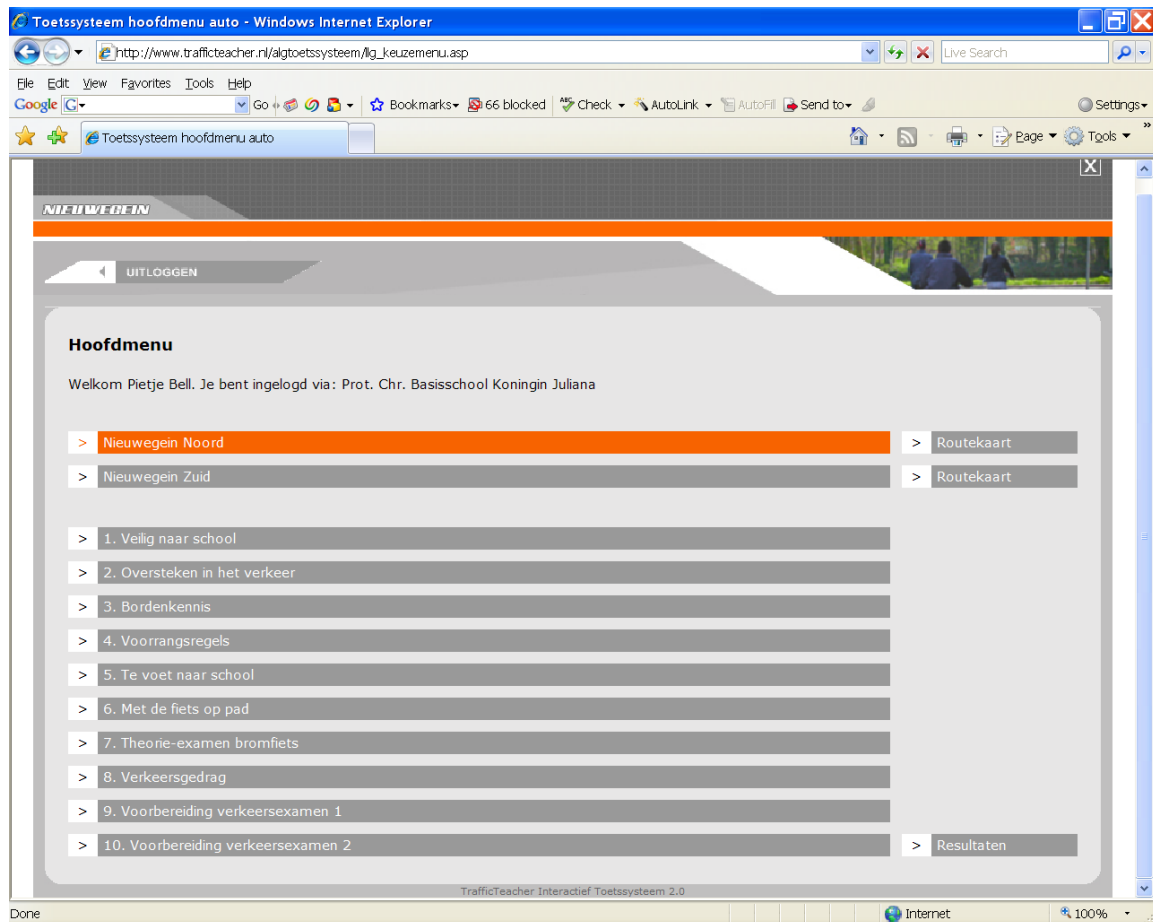 Toetssysteem hoofdmenu auto - Windows Internet Explorer
http://www.trafficteacher.nl/algtoetssysteem/llg_keuzemenu.asp
Live Search
File Edit View Favorites Tools Help
Google G Go Bookmarks 66 blocked ABC Check AutoLink AutoFill Send to Settings
Toetssysteem hoofdmenu auto Page Tools »
X
NIEUWEGEIN
UITLOGGEN
Hoofdmenu
Welkom Pietje Bell. Je bent ingelogd via: Prot. Chr. Basisschool Koningin Juliana
> Nieuwegein Noord > Routekaart
> Nieuwegein Zuid > Routekaart
> 1. Veilig naar school
> 2. Oversteken in het verkeer
> 3. Bordenkennis
> 4. Voorrangsregels
> 5. Te voet naar school
> 6. Met de fiets op pad
> 7. Theorie-examen bromfiets
> 8. Verkeersgedrag
> 9. Voorbereiding verkeersexamen 1
> 10. Voorbereiding verkeersexamen 2 > Resultaten
TrafficTeacher Interactief Toetssysteem 2.0
Done Internet 100%